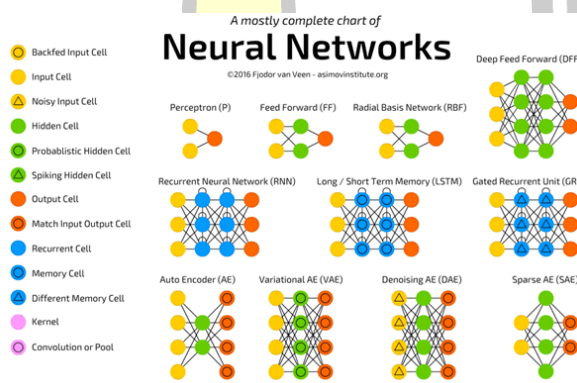 A mostly complete chart of
Neural Networks
©2016 Fjodor van Veen - asimovinstitute.org
Backfed Input Cell
Input Cell
Noisy Input Cell
Hidden Cell
Probablistic Hidden Cell
Spiking Hidden Cell
Output Cell
Match Input Output Cell
Recurrent Cell
Memory Cell
Different Memory Cell
Kernel
Convolution or Pool
Deep Feed Forward (DFF
Perceptron (P)
Feed Forward (FF)
Radial Basis Network (RBF)
Recurrent Neural Network (RNN)
Long / Short Term Memory (LSTM)
Gated Recurrent Unit (GR
Auto Encoder (AE)
Variational AE (VAE)
Denoising AE (DAE)
Sparse AE (SAE)